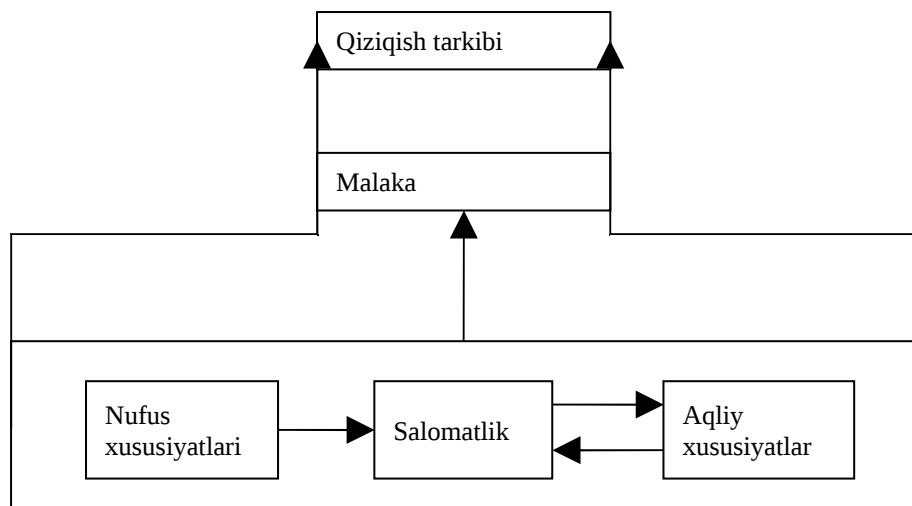 Qiziqish tarkibi
Malaka
Nufus
xususiyatlari
Salomatlik
Aqliy
xususiyatlar